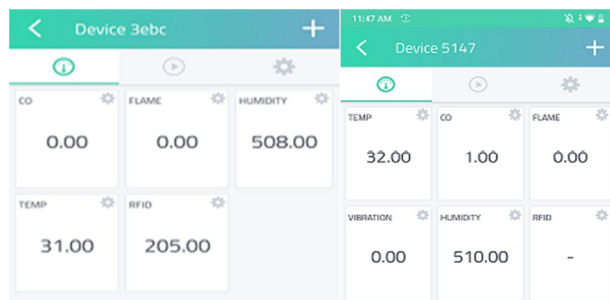 Device 3ebc
CO FLAME HUMIDITY
0.00 0.00 508.00
TEMP RFID
31.00 205.00
11:47 AM
Device 5147
TEMP CO FLAME
32.00 1.00 0.00
VIBRATION HUMIDITY RFID
0.00 510.00 -